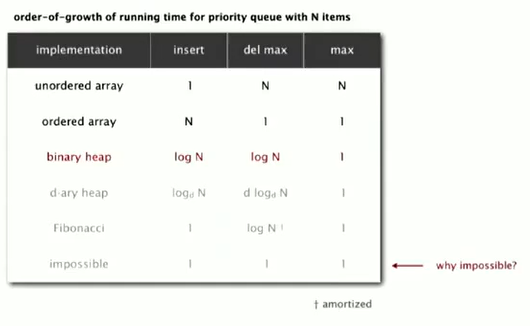 order-of-growth of running time for priority queue with N items
implementation insert del max max
unordered array 1 N N
ordered array N 1 1
binary heap log N log N 1
d-ary heap logd N d logd N 1
Fibonacci 1 log N † 1
impossible 1 1 1 why impossible?
† amortized